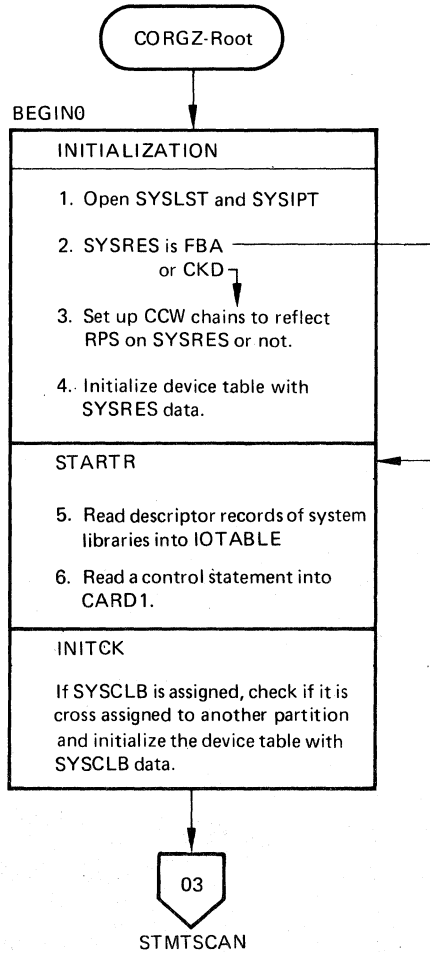 CORGZ-Root
BEGIN0
INITIALIZATION
1. Open SYSLST and SYSIPT
2. SYSRES is FBA
or CKD
3. Set up CCW chains to reflect
RPS on SYSRES or not.
4. Initialize device table with
SYSRES data.
STARTR
5. Read descriptor records of system
libraries into IOTABLE
6. Read a control statement into
CARD1.
INITCK
If SYSCLB is assigned, check if it is
cross assigned to another partition
and initialize the device table with
SYSCLB data.
03
STMTSCAN